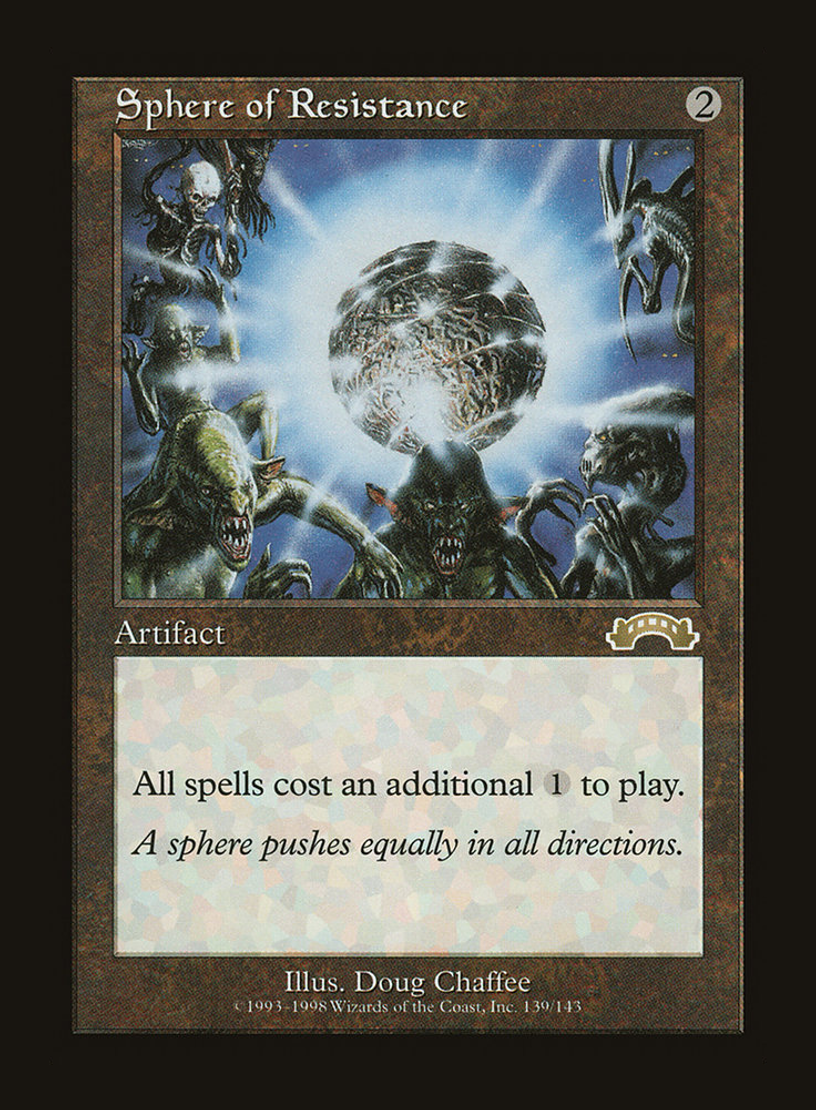 Sphere of Resistance 2
Artifact
All spells cost an additional 1 to play.
A sphere pushes equally in all directions.
Illus. Doug Chaffee
©1993–1998 Wizards of the Coast, Inc. 139/143